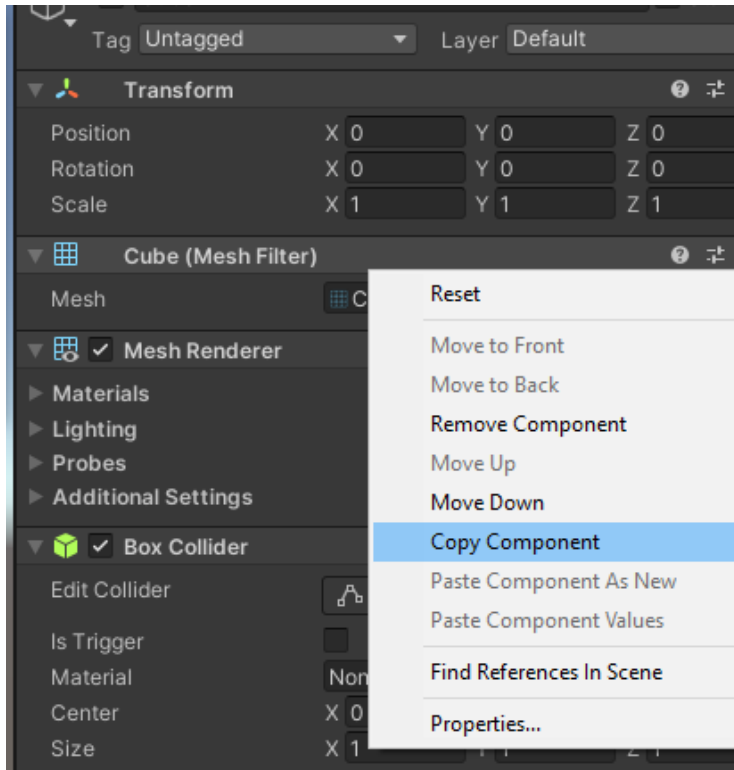 Tag Untagged Layer Default
Transform
Position X 0 Y 0 Z 0
Rotation X 0 Y 0 Z 0
Scale X 1 Y 1 Z 1
Cube (Mesh Filter)
Mesh C
Reset
Mesh Renderer
Move to Front
Materials
Move to Back
Lighting
Remove Component
Probes
Move Up
Additional Settings
Move Down
Box Collider
Copy Component
Edit Collider
Paste Component As New
Is Trigger
Paste Component Values
Material Non
Find References In Scene
Center X 0
Properties...
Size X 1